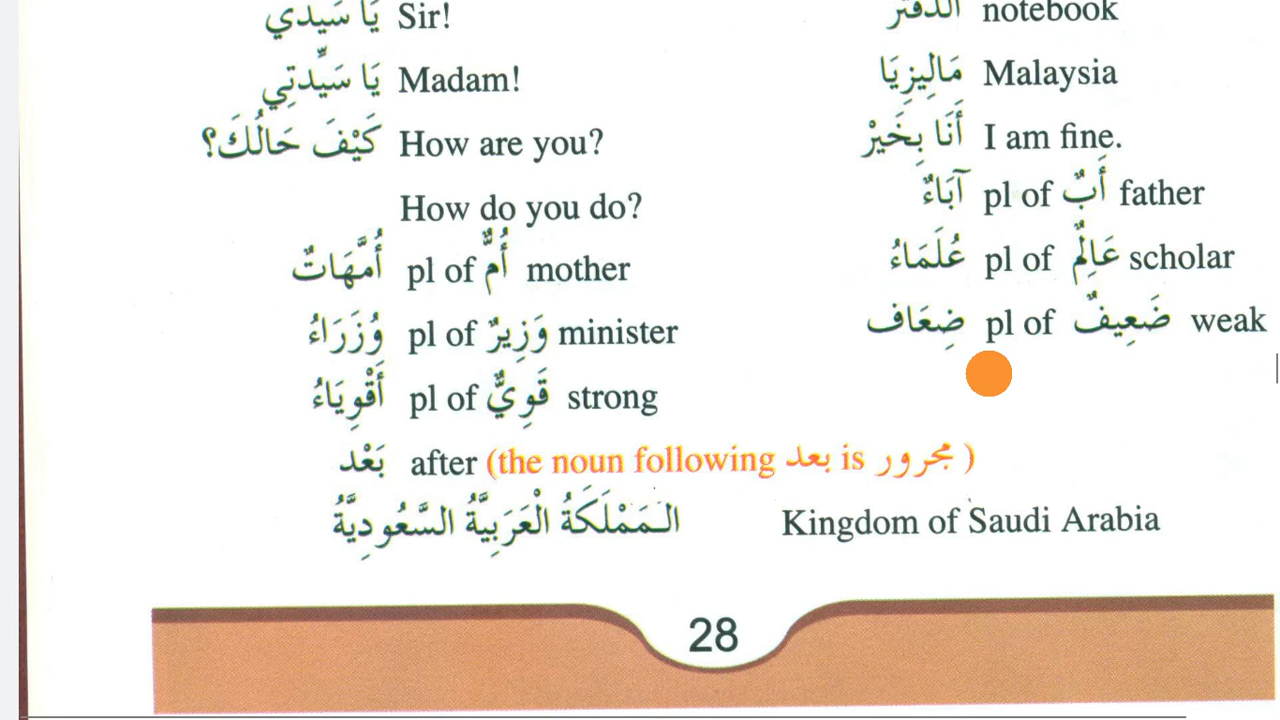 يَا سَيِّدي Sir!
يَا سَيِّدتِي Madam!
كَيْفَ حَالُكَ؟ How are you?
How do you do?
أُمَّهَاتٌ pl of أُمٌّ mother
وُزَرَاءُ pl of وَزِيرٌ minister
أَقْوِيَاءُ pl of قَوِيٌّ strong
الدفتر notebook
مَالِيزِيَا Malaysia
أَنَا بِخَيرْ I am fine.
آبَاءٌ pl of أَبٌ father
عُلَمَاءُ pl of عَالِمٌ scholar
ضِعَاف pl of ضَعِيفٌ weak
بَعْد after (the noun following بعد is مجرور )
الـمَمْلَكَةُ الْعَرَبِيَّةُ السَّعُودِيَّةُ Kingdom of Saudi Arabia
28